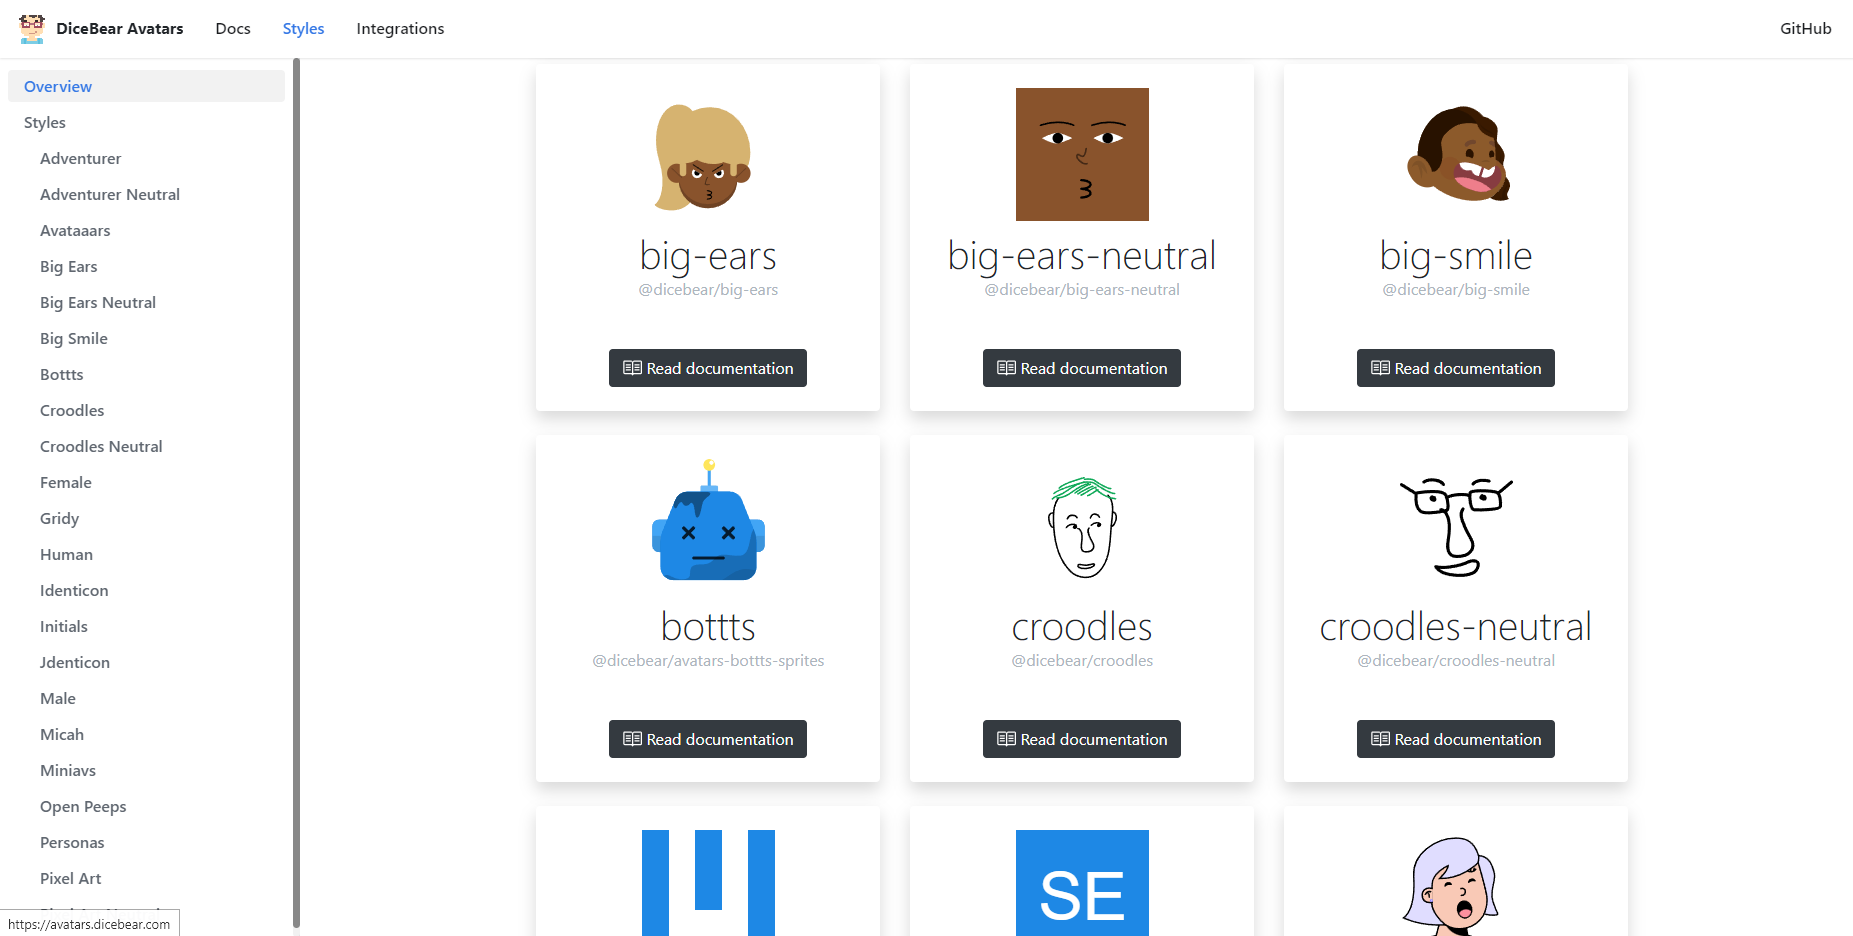 DiceBear Avatars
Docs
Styles
Integrations
GitHub
Overview
Styles
Adventurer
Adventurer Neutral
Avataaars
Big Ears
Big Ears Neutral
Big Smile
Bottts
Croodles
Croodles Neutral
Female
Gridy
Human
Identicon
Initials
Jdenticon
Male
Micah
Miniavs
Open Peeps
Personas
Pixel Art
https://avatars.dicebear.com
big-ears
@dicebear/big-ears
Read documentation
big-ears-neutral
@dicebear/big-ears-neutral
Read documentation
big-smile
@dicebear/big-smile
Read documentation
bottts
@dicebear/avatars-bottts-sprites
Read documentation
croodles
@dicebear/croodles
Read documentation
croodles-neutral
@dicebear/croodles-neutral
Read documentation
SE